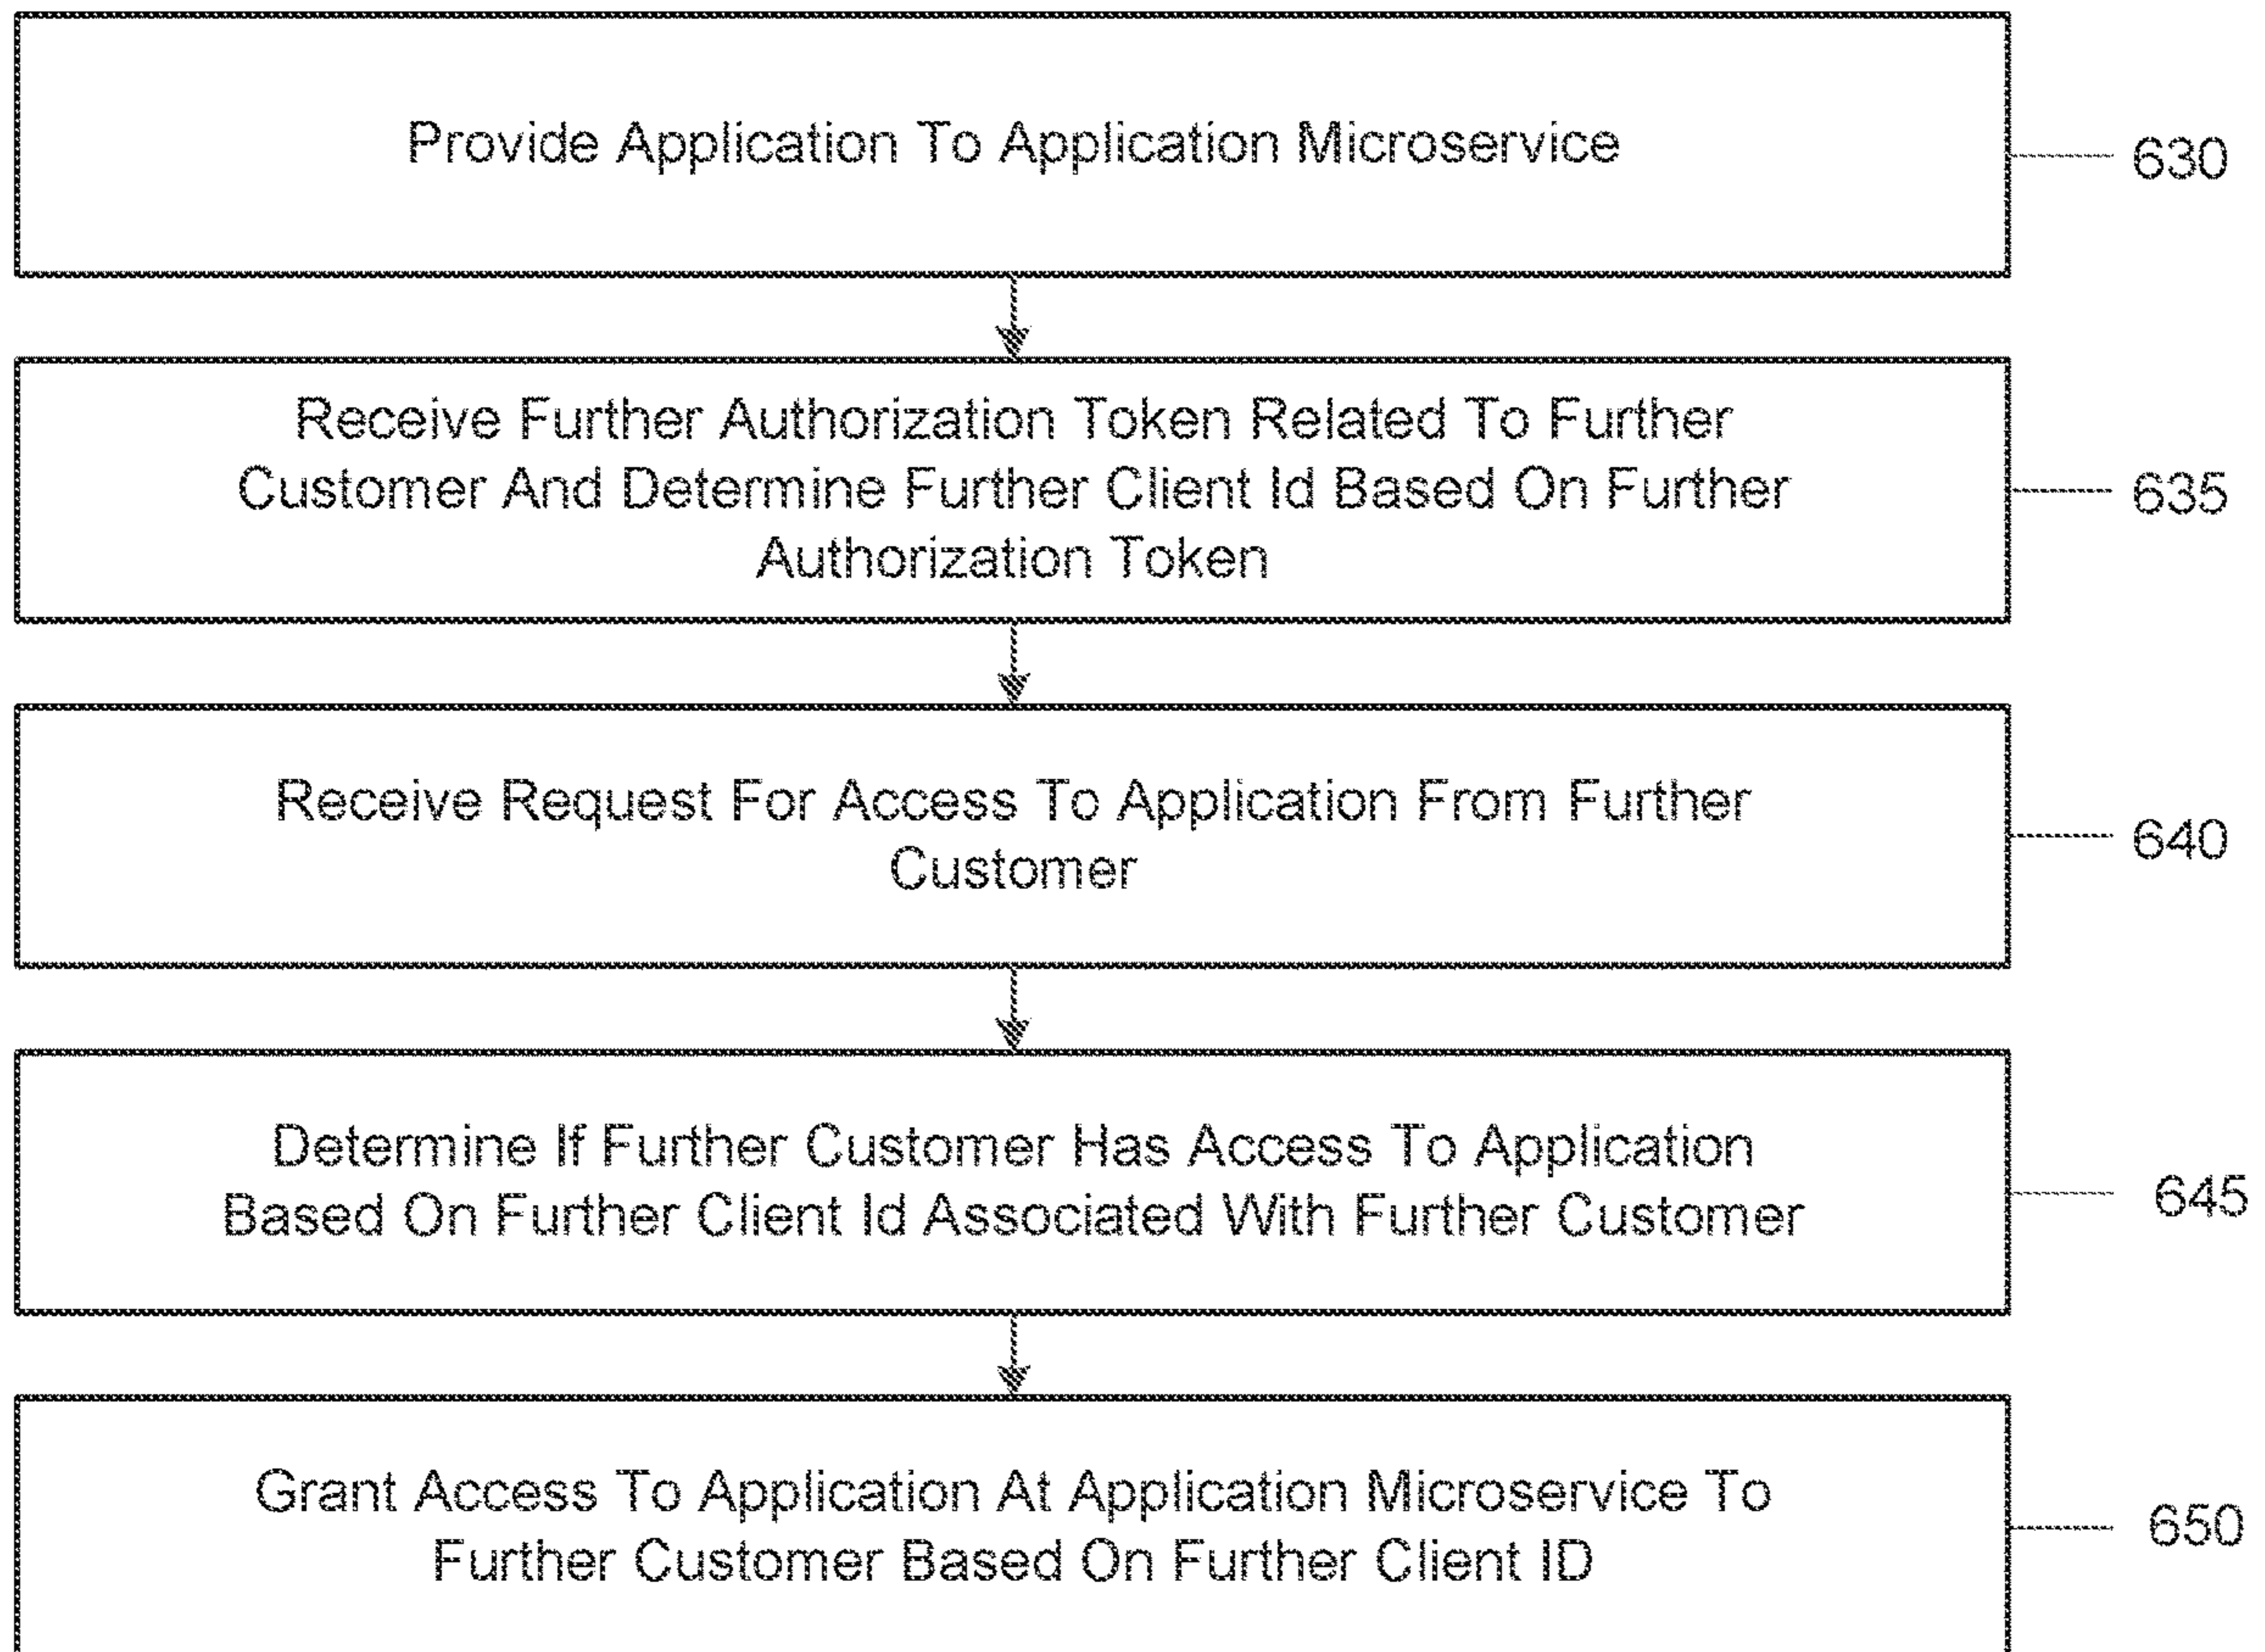 Provide Application To Application Microservice
630
Receive Further Authorization Token Related To Further
Customer And Determine Further Client Id Based On Further
Authorization Token
635
Receive Request For Access To Application From Further
Customer
640
Determine If Further Customer Has Access To Application
Based On Further Client Id Associated With Further Customer
645
Grant Access To Application At Application Microservice To
Further Customer Based On Further Client ID
650